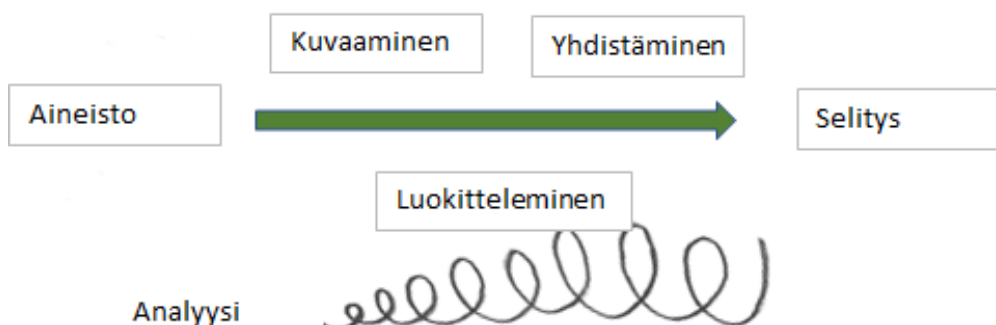 Kuvaaminen
Yhdistäminen
Aineisto
Selitys
Luokitteleminen
Analyysi